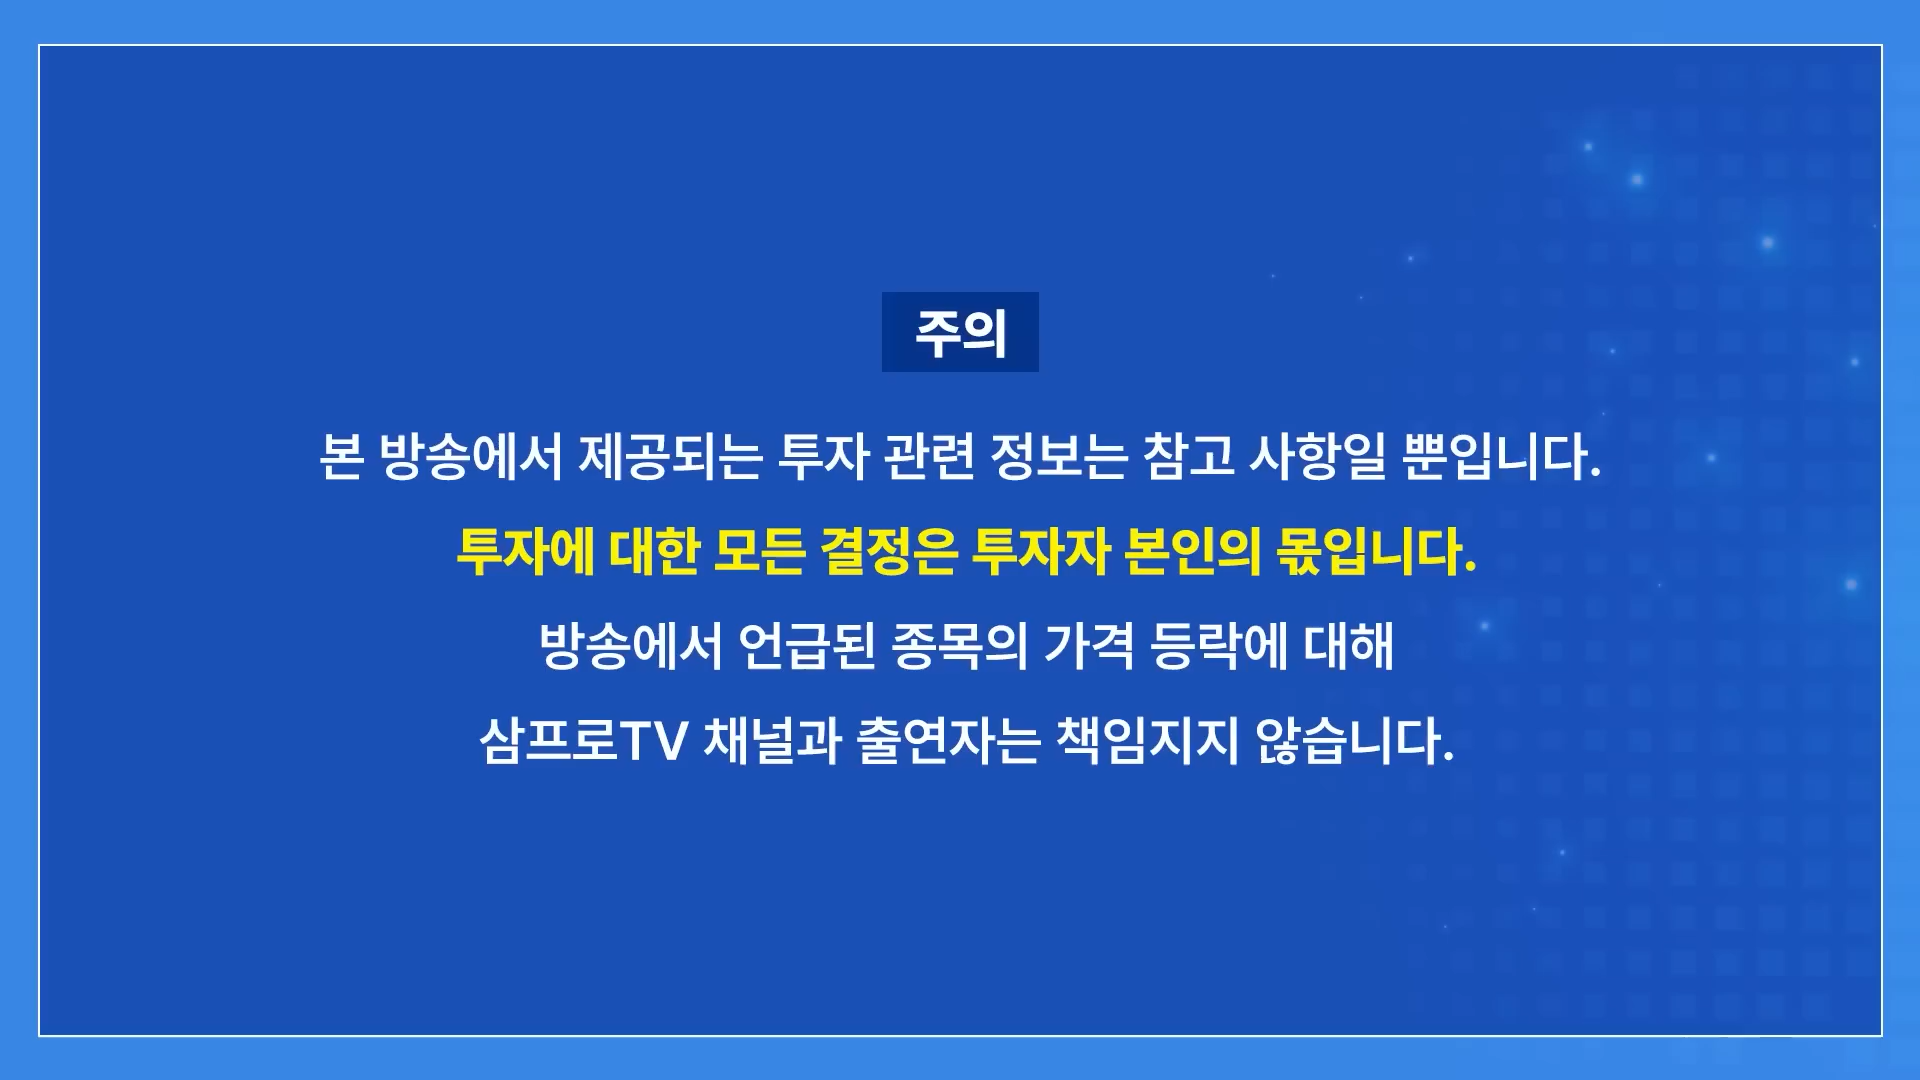 주의
본 방송에서 제공되는 투자 관련 정보는 참고 사항일 뿐입니다.
투자에 대한 모든 결정은 투자자 본인의 몫입니다.
방송에서 언급된 종목의 가격 등락에 대해
삼프로TV 채널과 출연자는 책임지지 않습니다.